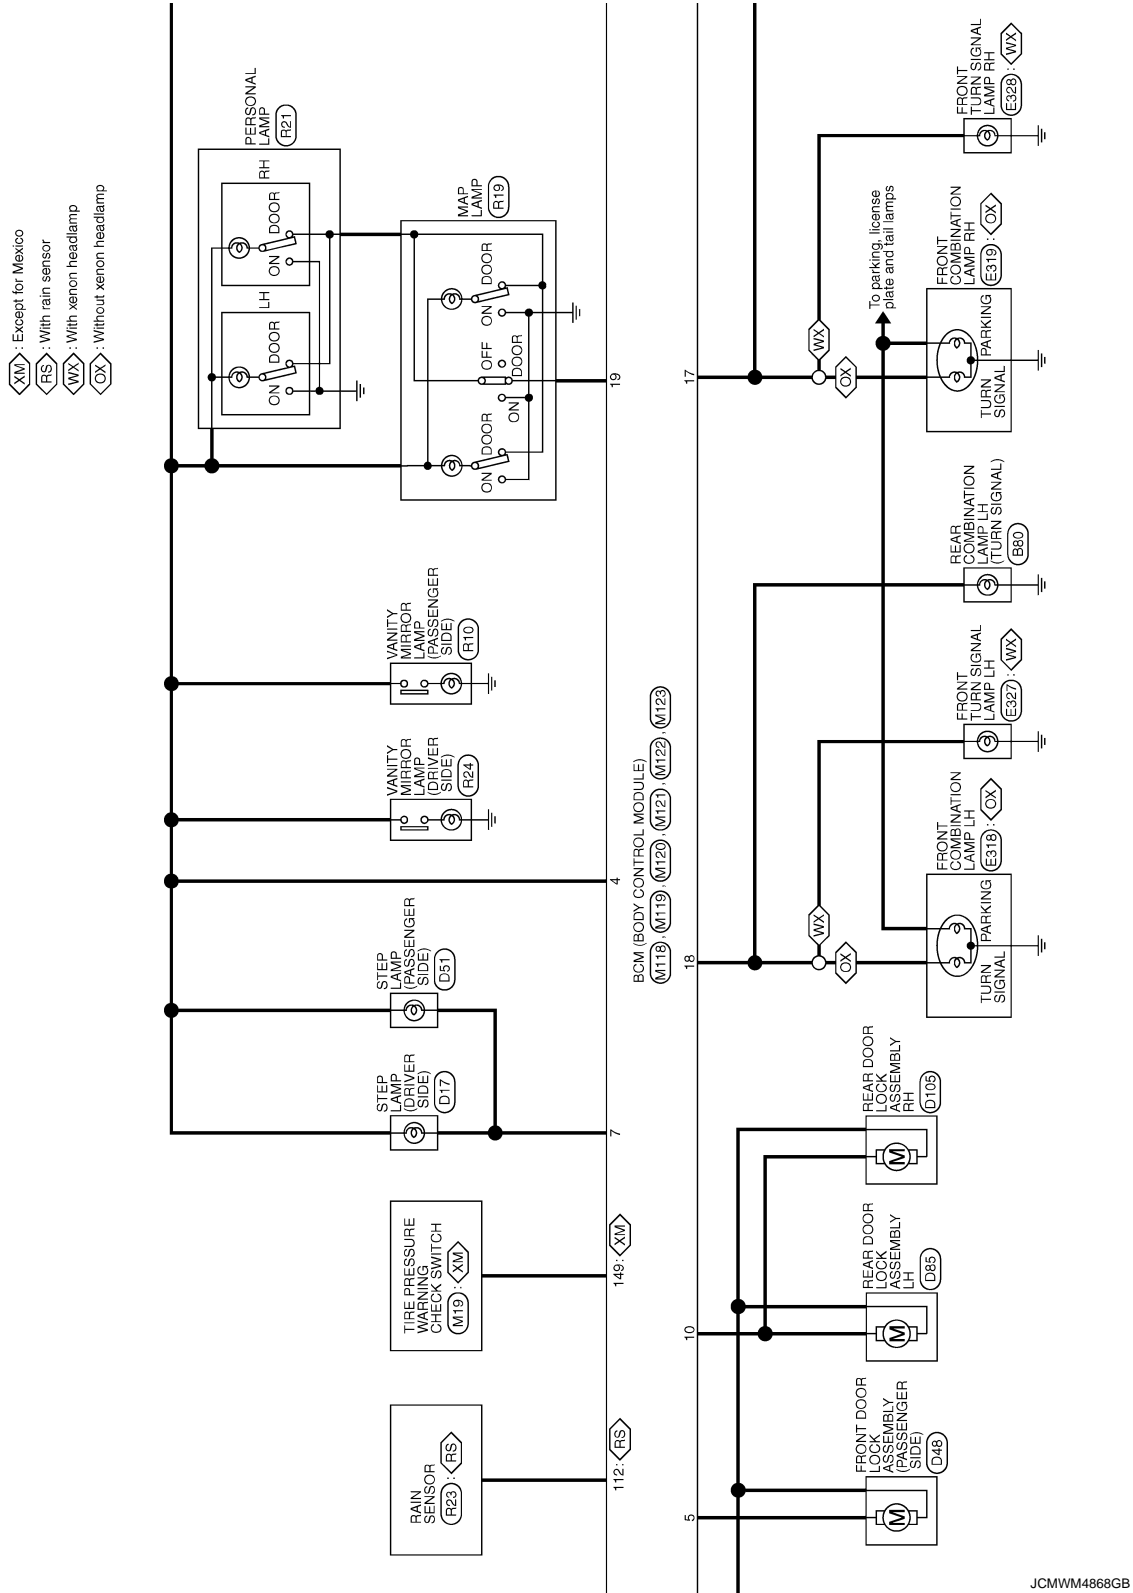 XM : Except for Mexico
RS : With rain sensor
WX : With xenon headlamp
OX : Without xenon headlamp
RAIN
SENSOR
R23 : RS
TIRE PRESSURE
WARNING
CHECK SWITCH
M19 : XM
STEP
LAMP
(DRIVER
SIDE)
D17
STEP
LAMP
(PASSENGER
SIDE)
D51
VANITY
MIRROR
LAMP
(DRIVER
SIDE)
R24
VANITY
MIRROR
LAMP
(PASSENGER
SIDE)
R10
MAP
LAMP
R19
ON
DOOR
ON
OFF
DOOR
ON
DOOR
PERSONAL
LAMP
R21
LH
ON
DOOR
RH
ON
DOOR
112: RS
149: XM
7
4
19
BCM (BODY CONTROL MODULE)
M118 , M119 , M120 , M121 , M122 , M123
5
10
18
17
FRONT DOOR
LOCK
ASSEMBLY
(PASSENGER
SIDE)
D48
M
REAR DOOR
LOCK
ASSEMBLY
LH
D85
M
REAR DOOR
LOCK
ASSEMBLY
RH
D105
M
WX
OX
FRONT
COMBINATION
LAMP LH
E318 : OX
TURN
SIGNAL
PARKING
FRONT
TURN SIGNAL
LAMP LH
E327 : WX
REAR
COMBINATION
LAMP LH
(TURN SIGNAL)
B80
WX
OX
To parking, license
plate and tail lamps
FRONT
COMBINATION
LAMP RH
E319 : OX
TURN
SIGNAL
PARKING
FRONT
TURN SIGNAL
LAMP RH
E328 : WX
JCMWM4868GB